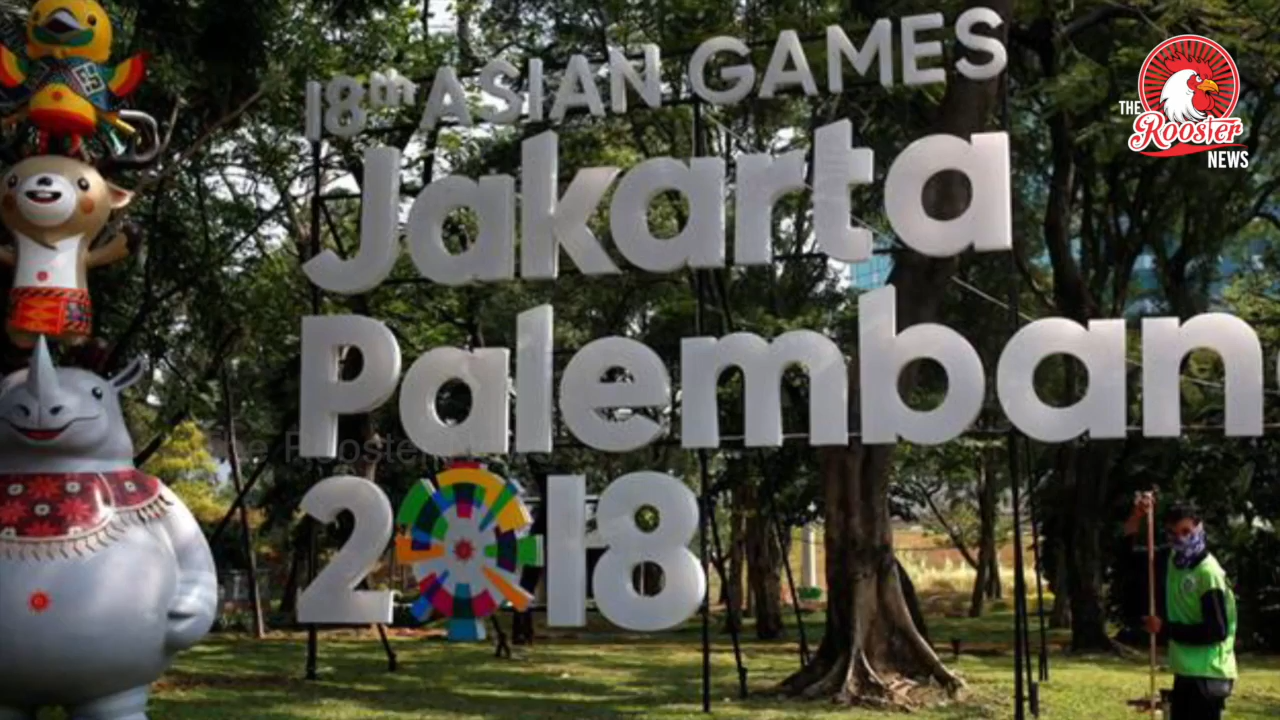 18th ASIAN GAMES
Jakarta
Palemban
2018
THE
Rooster
NEWS